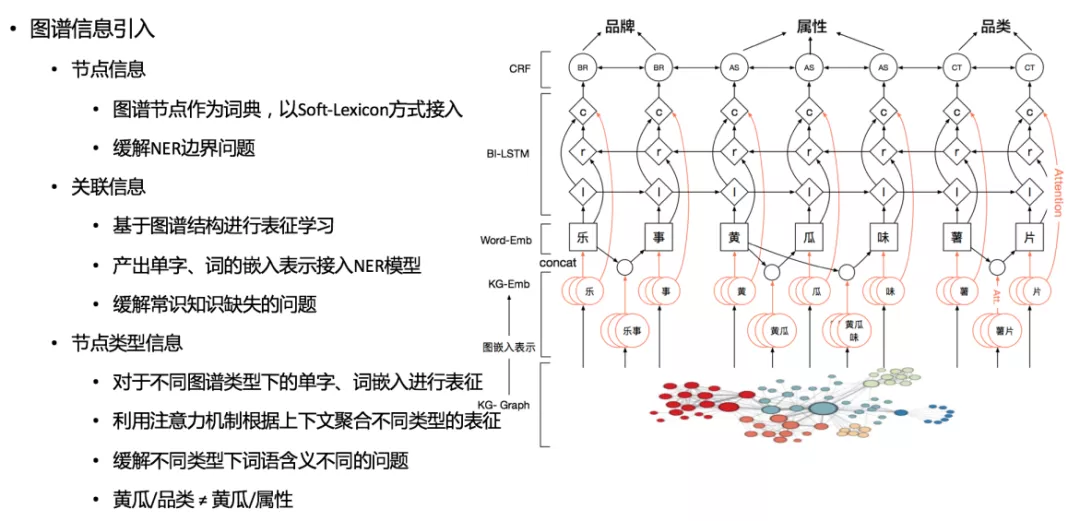 图谱信息引入
节点信息
图谱节点作为词典，以Soft-Lexicon方式接入
缓解NER边界问题
关联信息
基于图谱结构进行表征学习
产出单字、词的嵌入表示接入NER模型
缓解常识知识缺失的问题
节点类型信息
对于不同图谱类型下的单字、词嵌入进行表征
利用注意力机制根据上下文聚合不同类型的表征
缓解不同类型下词语含义不同的问题
黄瓜/品类 ≠ 黄瓜/属性
品牌 属性 品类
CRF BR BR AS AS AS CT CT
c c c c c c c
BI-LSTM r r r r r r r
l l l l l l l
Attention
Word-Emb 乐 事 黄 瓜 味 薯 片
concat
KG-Emb 乐 事 黄 瓜 味 薯 片
Att.
乐事 黄瓜 黄瓜味 薯片
图嵌入表示
KG- Graph